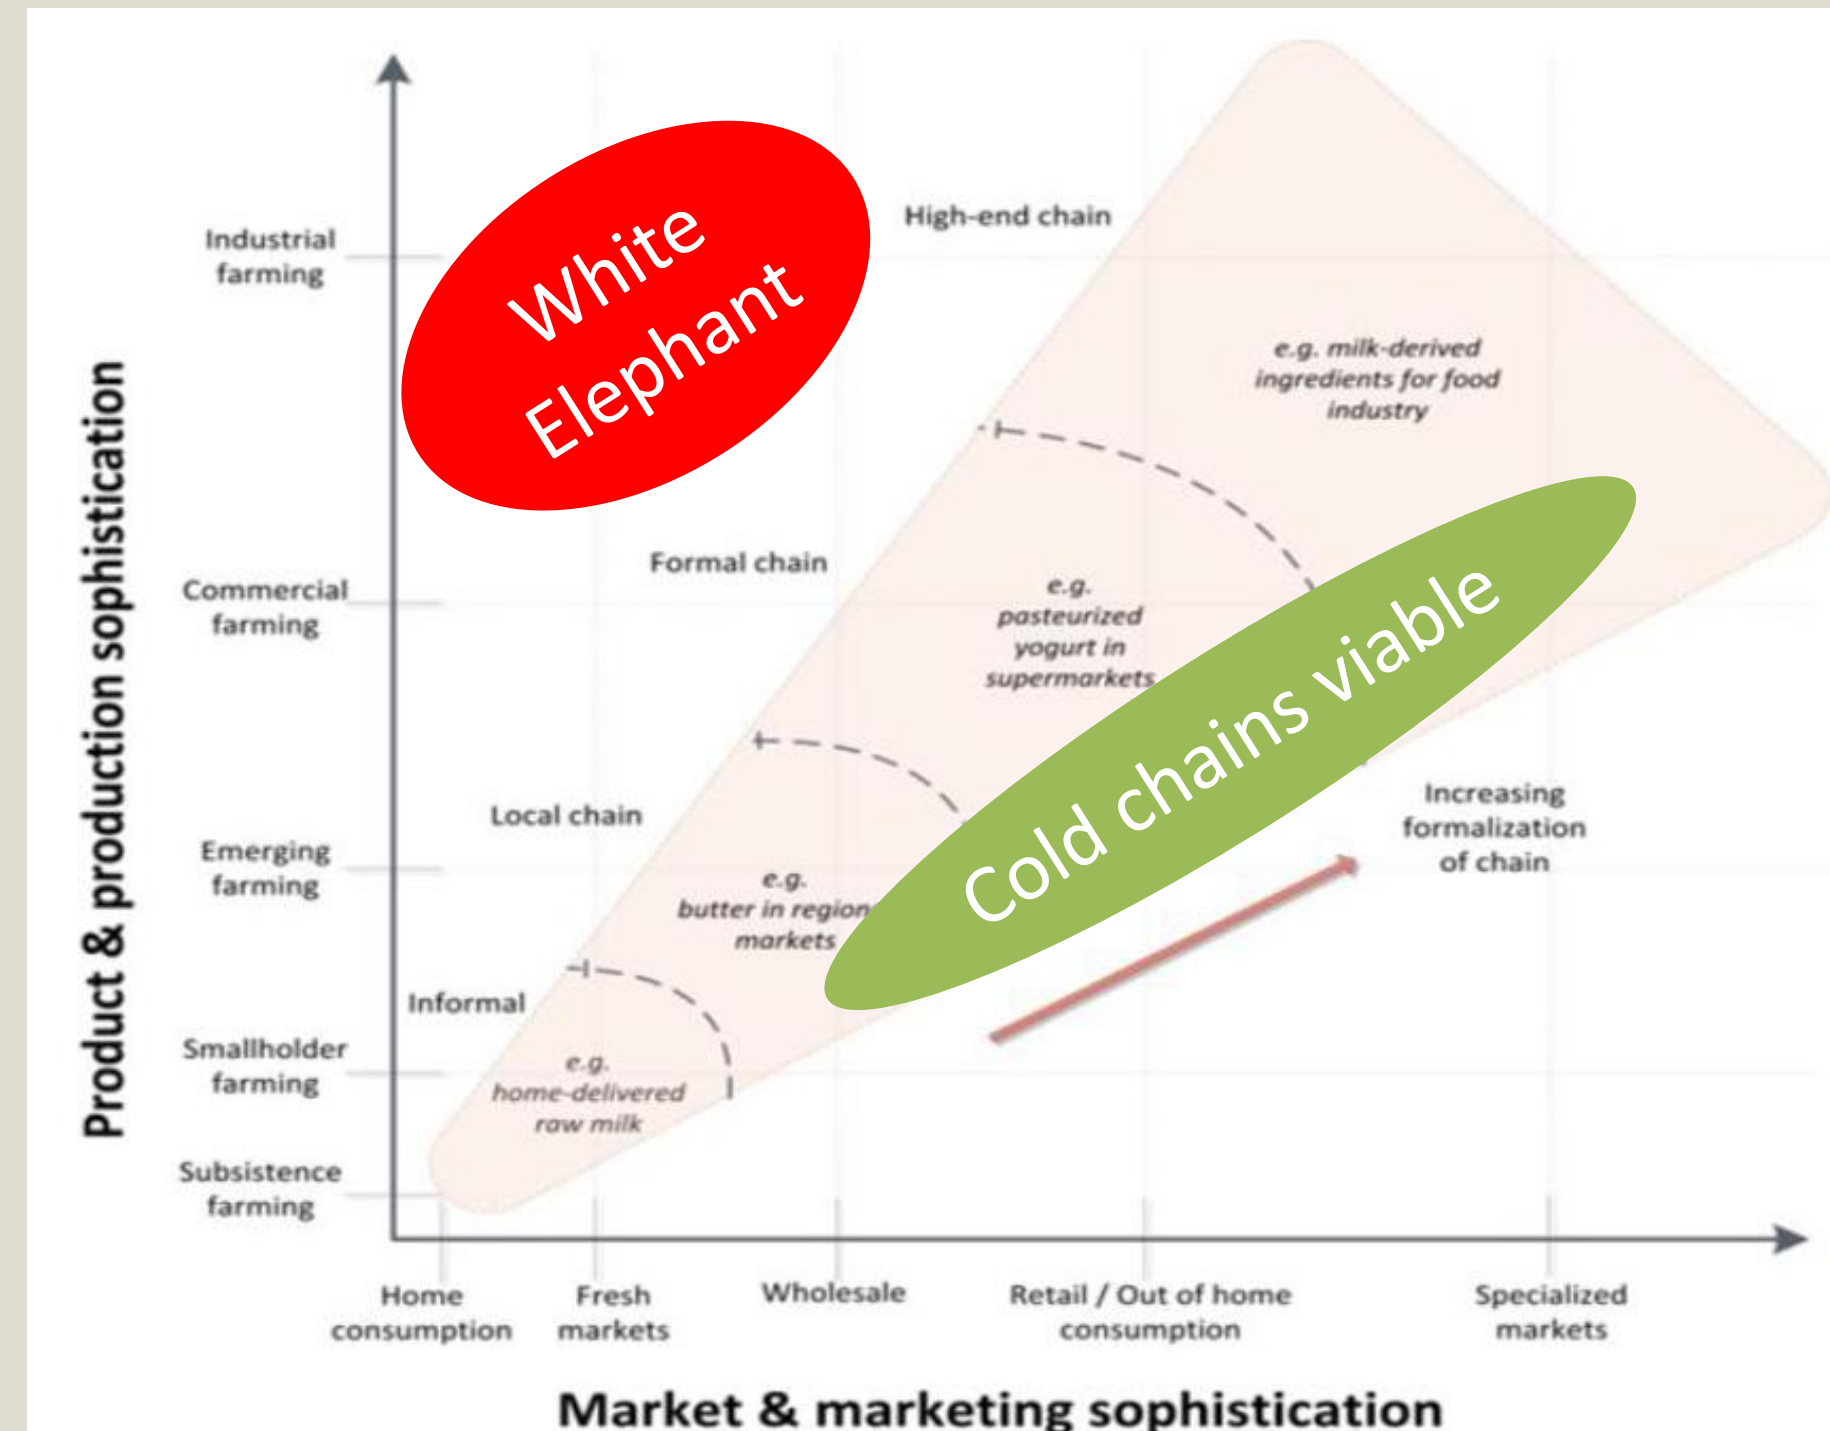 Product & production sophistication
Industrial
farming
Commercial
farming
Emerging
farming
Smallholder
farming
Subsistence
farming
White
Elephant
High-end chain
Formal chain
Local chain
Informal
e.g. milk-derived
ingredients for food
industry
e.g.
pasteurized
yogurt in
supermarkets
e.g.
butter in region
markets
e.g.
home-delivered
raw milk
Cold chains viable
Increasing
formalization
of chain
Home
consumption
Fresh
markets
Wholesale
Retail / Out of home
consumption
Specialized
markets
Market & marketing sophistication